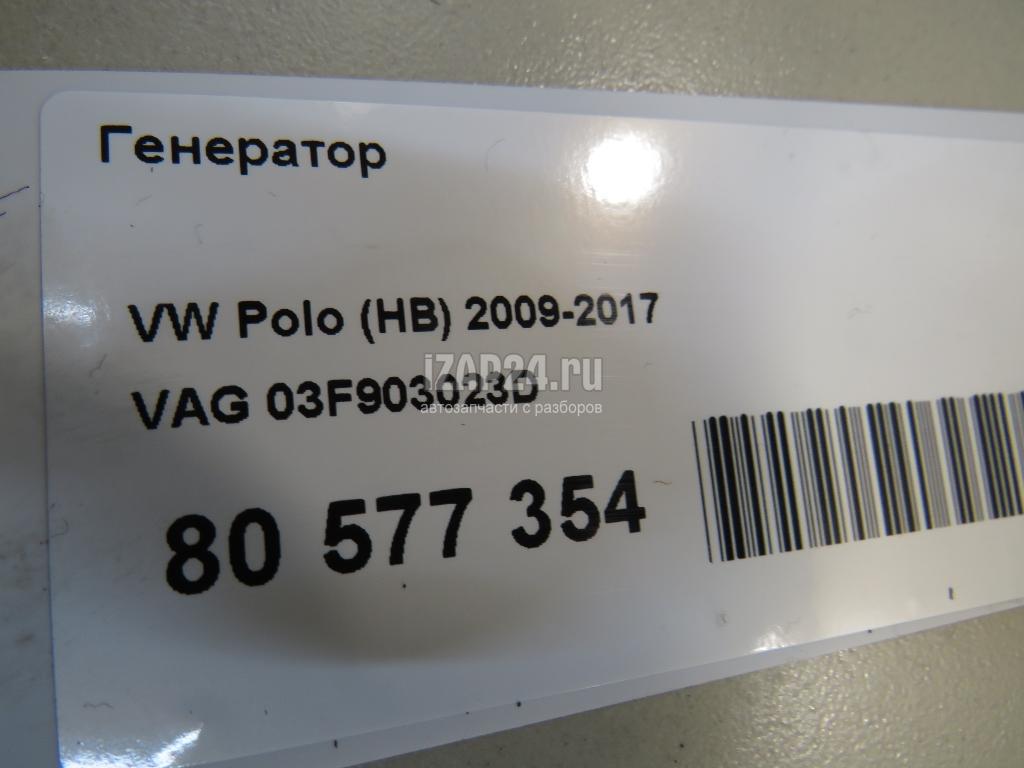 Генератор
VW Polo (HB) 2009-2017
iZAP24.ru
VAG 03F903023D
автозапчасти с разборов
80 577 354